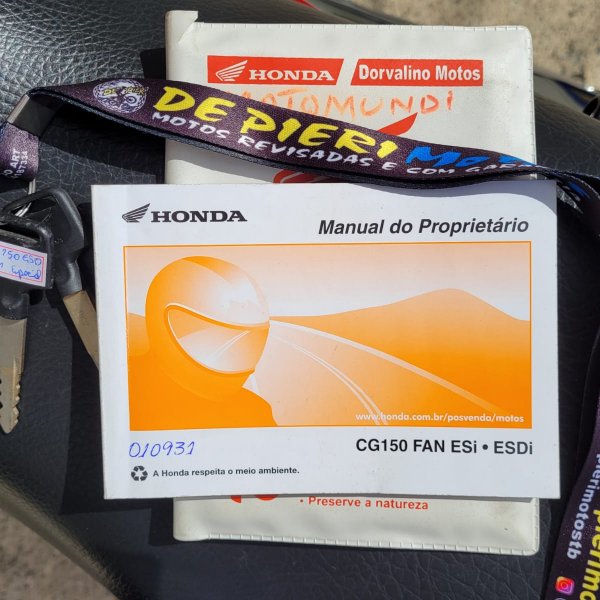 HONDA Dorvalino Motos
MOTOMUNDI
DE PIERI
MOTOS REVISADAS E COM
HONDA
Manual do Proprietário
www.honda.com.br/posvenda/motos
010931
CG150 FAN ESi • ESDi
A Honda respeita o meio ambiente.
• Preserve a natureza
pierimotostb